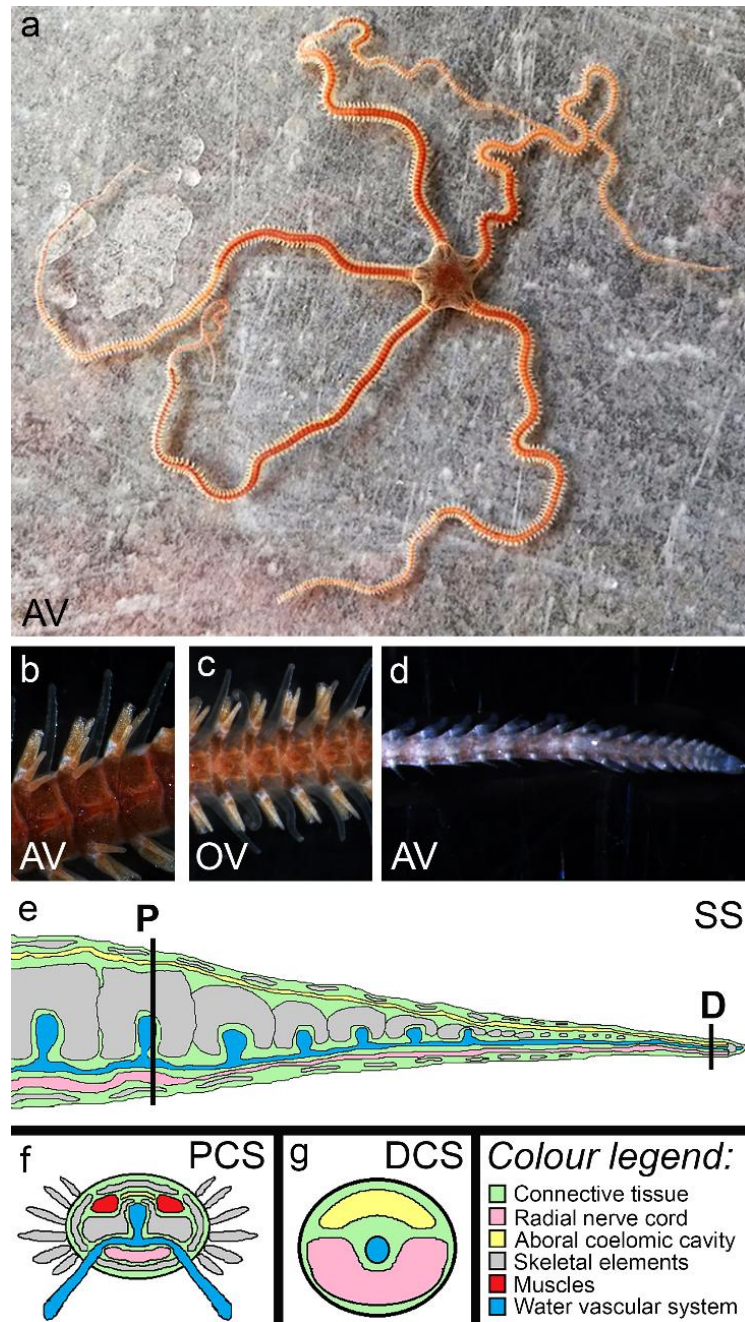 a
AV
b
AV
c
OV
d
AV
e
P
SS
D
f
PCS
g
DCS
Colour legend:
Connective tissue
Radial nerve cord
Aboral coelomic cavity
Skeletal elements
Muscles
Water vascular system